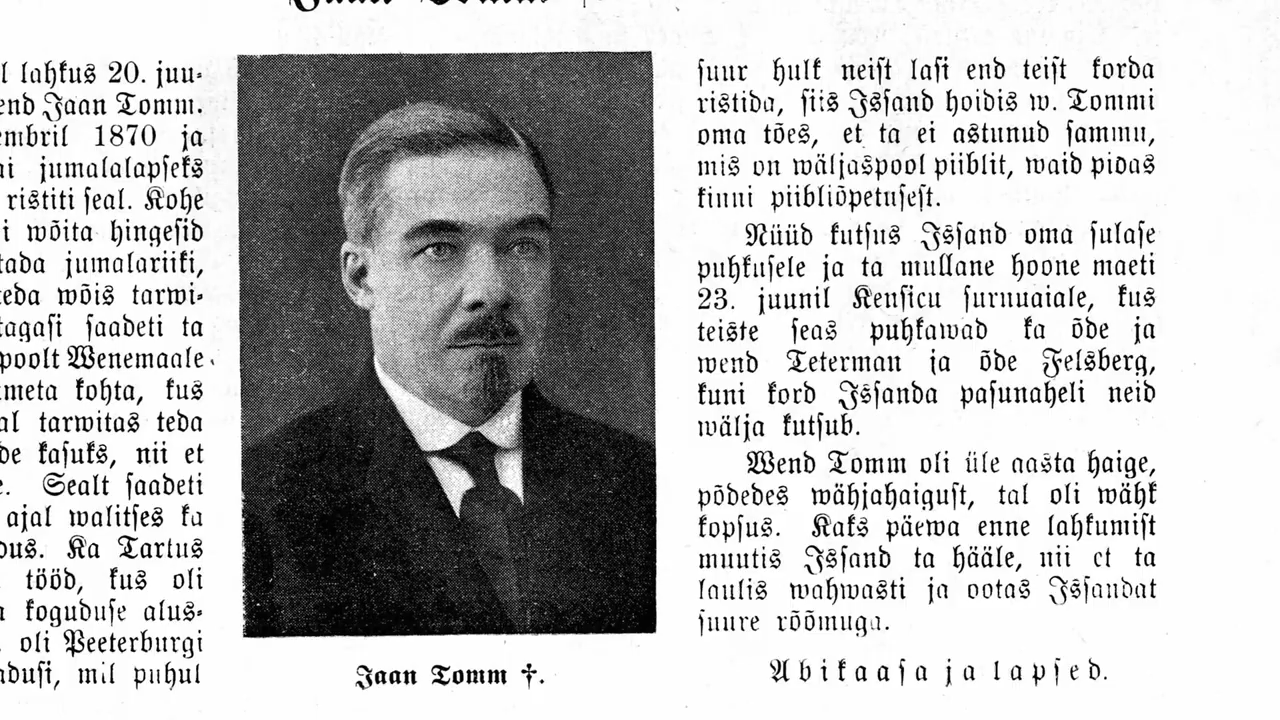 Jaan Tomm †
l lahkus 20. juu-
end Jaan Tomm.
embril 1870 ja
ai jumalalapseks
ristiti seal. Kohe
i wõita hingesid
tada jumalariiki,
teda wõis tarwi-
tagasi saadeti ta
poolt Wenemaale
meta kohta, kus
al tarwitas teda
de kasuks, nii et
e. Sealt saadeti
ajal walitses ka
dus. Ka Tartus
tööd, kus oli
a koguduse alus-
oli Peeterburgi
adusi, mil puhul
Jaan Tomm †.
suur hulk neist lasi end teist korda
ristida, siis Issand hoidis w. Tommi
oma tões, et ta ei astunud sammu,
mis on wäljaspool piiblit, waid pidas
kinni piibliõpetusest.
Nüüd kutsus Issand oma sulase
puhkusele ja ta mullane hoone maeti
23. juunil Kensicu surnuaiale, kus
teiste seas puhkawad ka õde ja
wend Teterman ja õde Felsberg,
kuni kord Issanda pasunaheli neid
wälja kutsub.
Wend Tomm oli üle aasta haige,
põdedes wähjahaigust, tal oli wähk
kopsus. Kaks päewa enne lahkumist
muutis Issand ta hääle, nii et ta
laulis wahwasti ja ootas Issandat
suure rõõmuga.
Abikaasa ja lapsed.